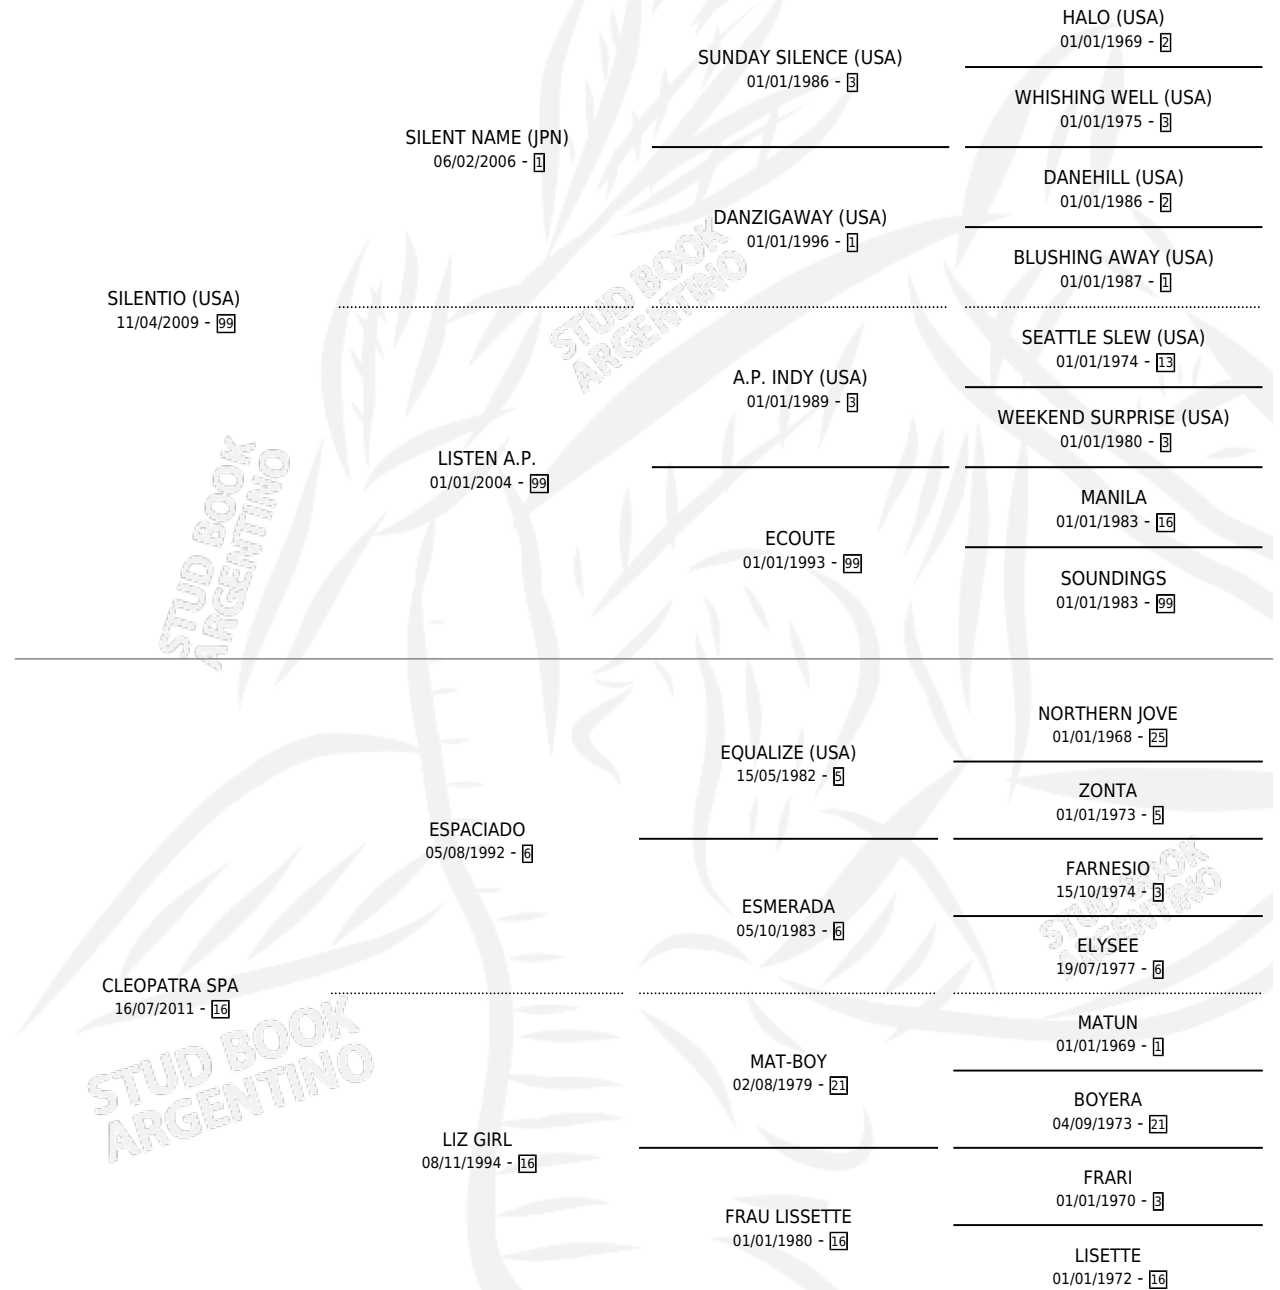 HALO (USA)
01/01/1969 - 2
SUNDAY SILENCE (USA)
01/01/1986 - 3
WHISHING WELL (USA)
01/01/1975 - 3
SILENT NAME (JPN)
06/02/2006 - 1
DANEHILL (USA)
01/01/1986 - 2
DANZIGAWAY (USA)
01/01/1996 - 1
BLUSHING AWAY (USA)
01/01/1987 - 1
SILENTIO (USA)
11/04/2009 - 99
SEATTLE SLEW (USA)
01/01/1974 - 13
A.P. INDY (USA)
01/01/1989 - 3
WEEKEND SURPRISE (USA)
01/01/1980 - 3
LISTEN A.P.
01/01/2004 - 99
MANILA
01/01/1983 - 16
ECOUTE
01/01/1993 - 99
SOUNDINGS
01/01/1983 - 99
STUD BOOK
ARGENTINO
STUD BOOK
ARGENTINO
NORTHERN JOVE
01/01/1968 - 25
EQUALIZE (USA)
15/05/1982 - 5
ZONTA
01/01/1973 - 5
ESPACIADO
05/08/1992 - 6
FARNESIO
15/10/1974 - 3
ESMERADA
05/10/1983 - 6
ELYSEE
19/07/1977 - 6
STUD BOOK
ARGENTINO
CLEOPATRA SPA
16/07/2011 - 16
MATUN
01/01/1969 - 1
MAT-BOY
02/08/1979 - 21
BOYERA
04/09/1973 - 21
STUD BOOK
ARGENTINO
LIZ GIRL
08/11/1994 - 16
FRARI
01/01/1970 - 3
FRAU LISSETTE
01/01/1980 - 16
LISETTE
01/01/1972 - 16